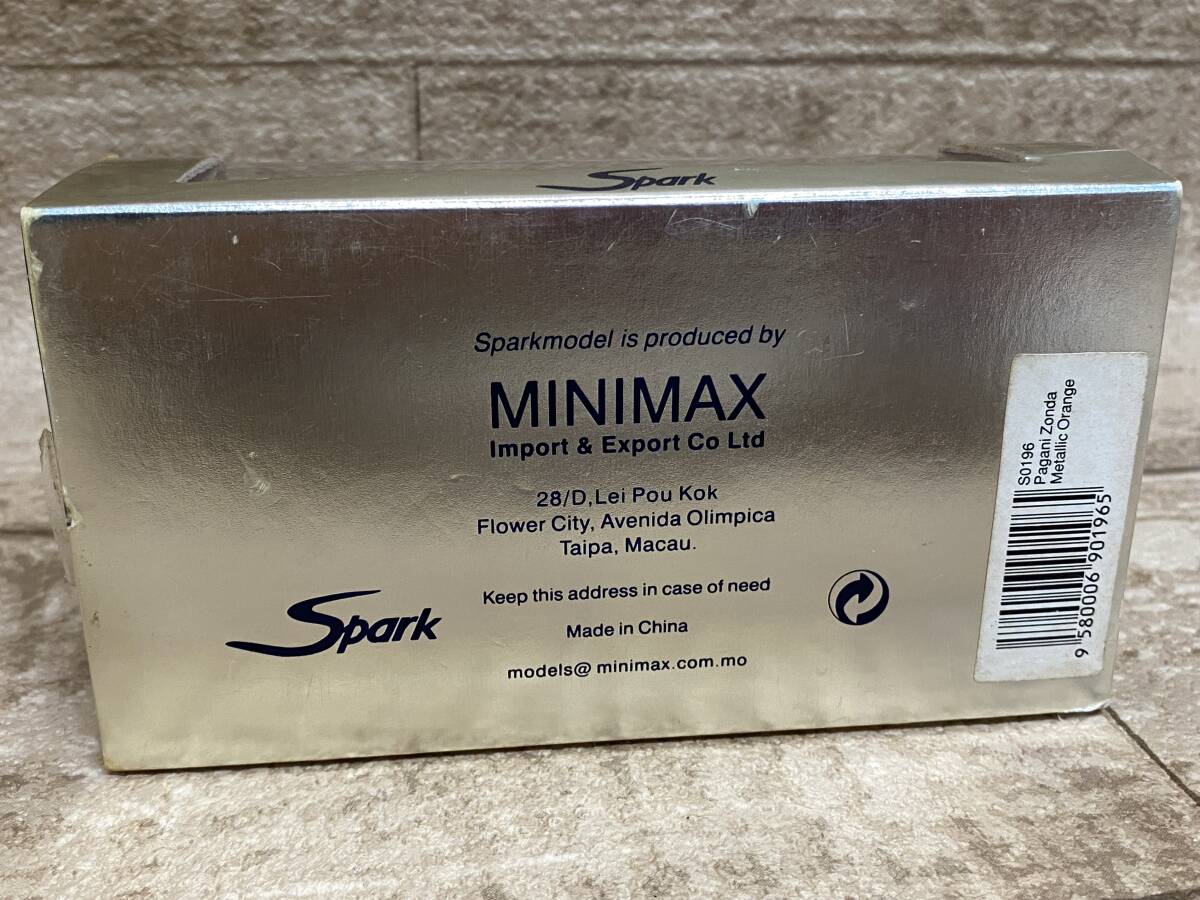 Spark
Sparkmodel is produced by
MINIMAX
Import & Export Co Ltd
28/D,Lei Pou Kok
Flower City, Avenida Olimpica
Taipa, Macau.
Keep this address in case of need
Made in China
models@ minimax.com.mo
Spark
S0196
Pagani Zonda
Metallic Orange
9 580006 901965